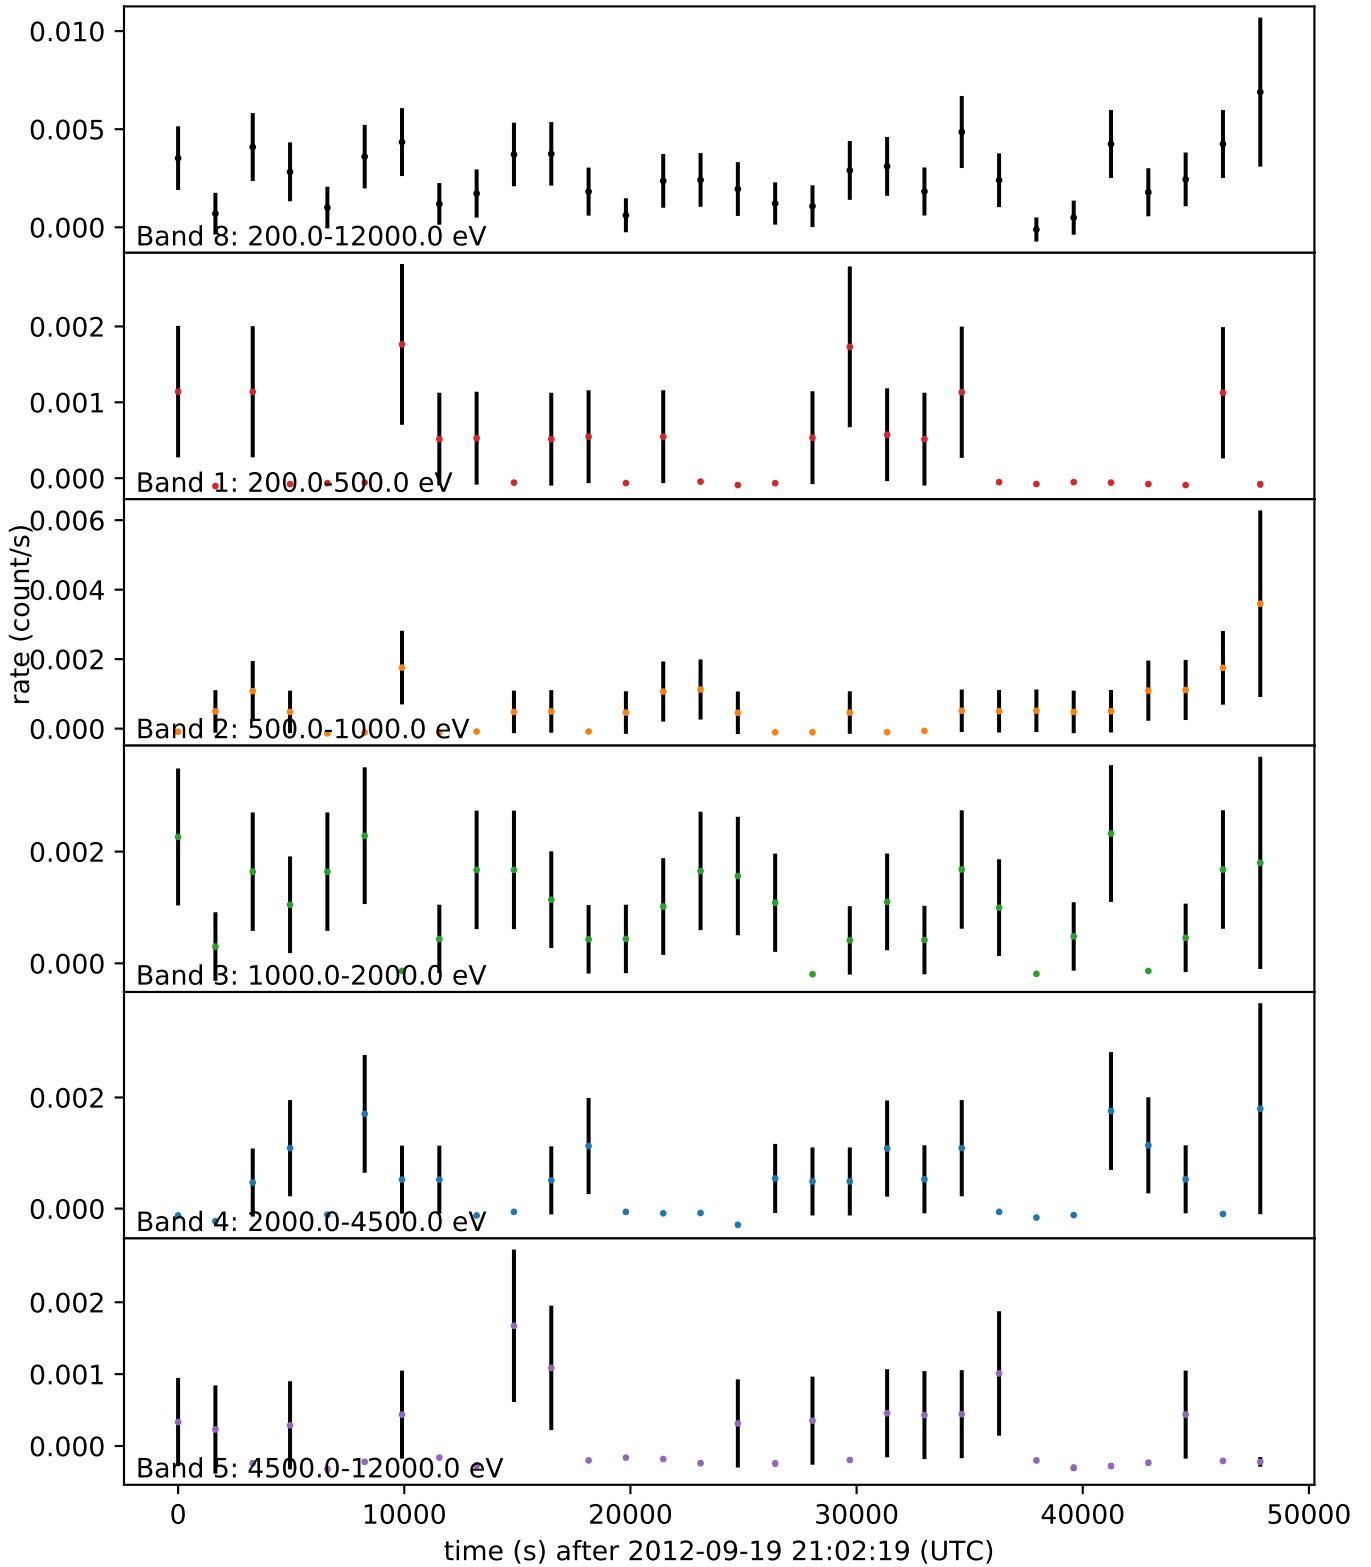 0.010
0.005
0.000
Band 8: 200.0-12000.0 eV
0.002
0.001
0.000
Band 1: 200.0-500.0 eV
rate (count/s)
0.006
0.004
0.002
0.000
Band 2: 500.0-1000.0 eV
0.002
0.000
Band 3: 1000.0-2000.0 eV
0.002
0.000
Band 4: 2000.0-4500.0 eV
0.002
0.001
0.000
Band 5: 4500.0-12000.0 eV
0 10000 20000 30000 40000 50000
time (s) after 2012-09-19 21:02:19 (UTC)